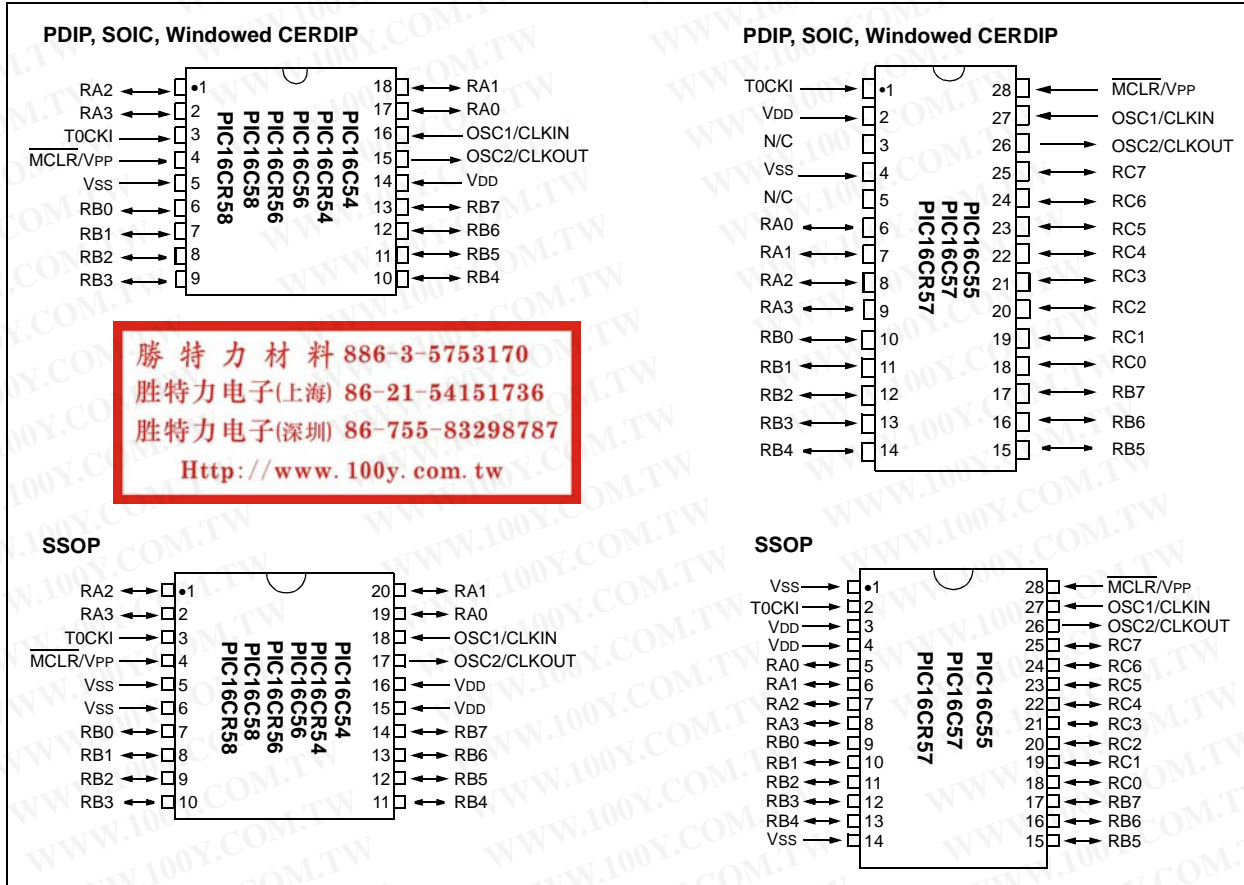 PDIP, SOIC, Windowed CERDIP
RA2 •1 18 RA1
RA3 2 17 RA0
T0CKI 3 16 OSC1/CLKIN
MCLR/VPP 4 15 OSC2/CLKOUT
VSS 5 14 VDD
RB0 6 13 RB7
RB1 7 12 RB6
RB2 8 11 RB5
RB3 9 10 RB4
PIC16C54
PIC16CR54
PIC16C56
PIC16CR56
PIC16C58
PIC16CR58
PDIP, SOIC, Windowed CERDIP
T0CKI •1 28 MCLR/VPP
VDD 2 27 OSC1/CLKIN
N/C 3 26 OSC2/CLKOUT
VSS 4 25 RC7
N/C 5 24 RC6
RA0 6 23 RC5
RA1 7 22 RC4
RA2 8 21 RC3
RA3 9 20 RC2
RB0 10 19 RC1
RB1 11 18 RC0
RB2 12 17 RB7
RB3 13 16 RB6
RB4 14 15 RB5
PIC16C55
PIC16C57
PIC16CR57
勝 特 力 材 料 886-3-5753170
胜特力电子(上海) 86-21-54151736
胜特力电子(深圳) 86-755-83298787
Http://www. 100y. com. tw
SSOP
RA2 •1 20 RA1
RA3 2 19 RA0
T0CKI 3 18 OSC1/CLKIN
MCLR/VPP 4 17 OSC2/CLKOUT
VSS 5 16 VDD
VSS 6 15 VDD
RB0 7 14 RB7
RB1 8 13 RB6
RB2 9 12 RB5
RB3 10 11 RB4
PIC16C54
PIC16CR54
PIC16C56
PIC16CR56
PIC16C58
PIC16CR58
SSOP
VSS •1 28 MCLR/VPP
T0CKI 2 27 OSC1/CLKIN
VDD 3 26 OSC2/CLKOUT
VDD 4 25 RC7
RA0 5 24 RC6
RA1 6 23 RC5
RA2 7 22 RC4
RA3 8 21 RC3
RB0 9 20 RC2
RB1 10 19 RC1
RB2 11 18 RC0
RB3 12 17 RB7
RB4 13 16 RB6
VSS 14 15 RB5
PIC16C55
PIC16C57
PIC16CR57
WWW.100Y.COM.TW